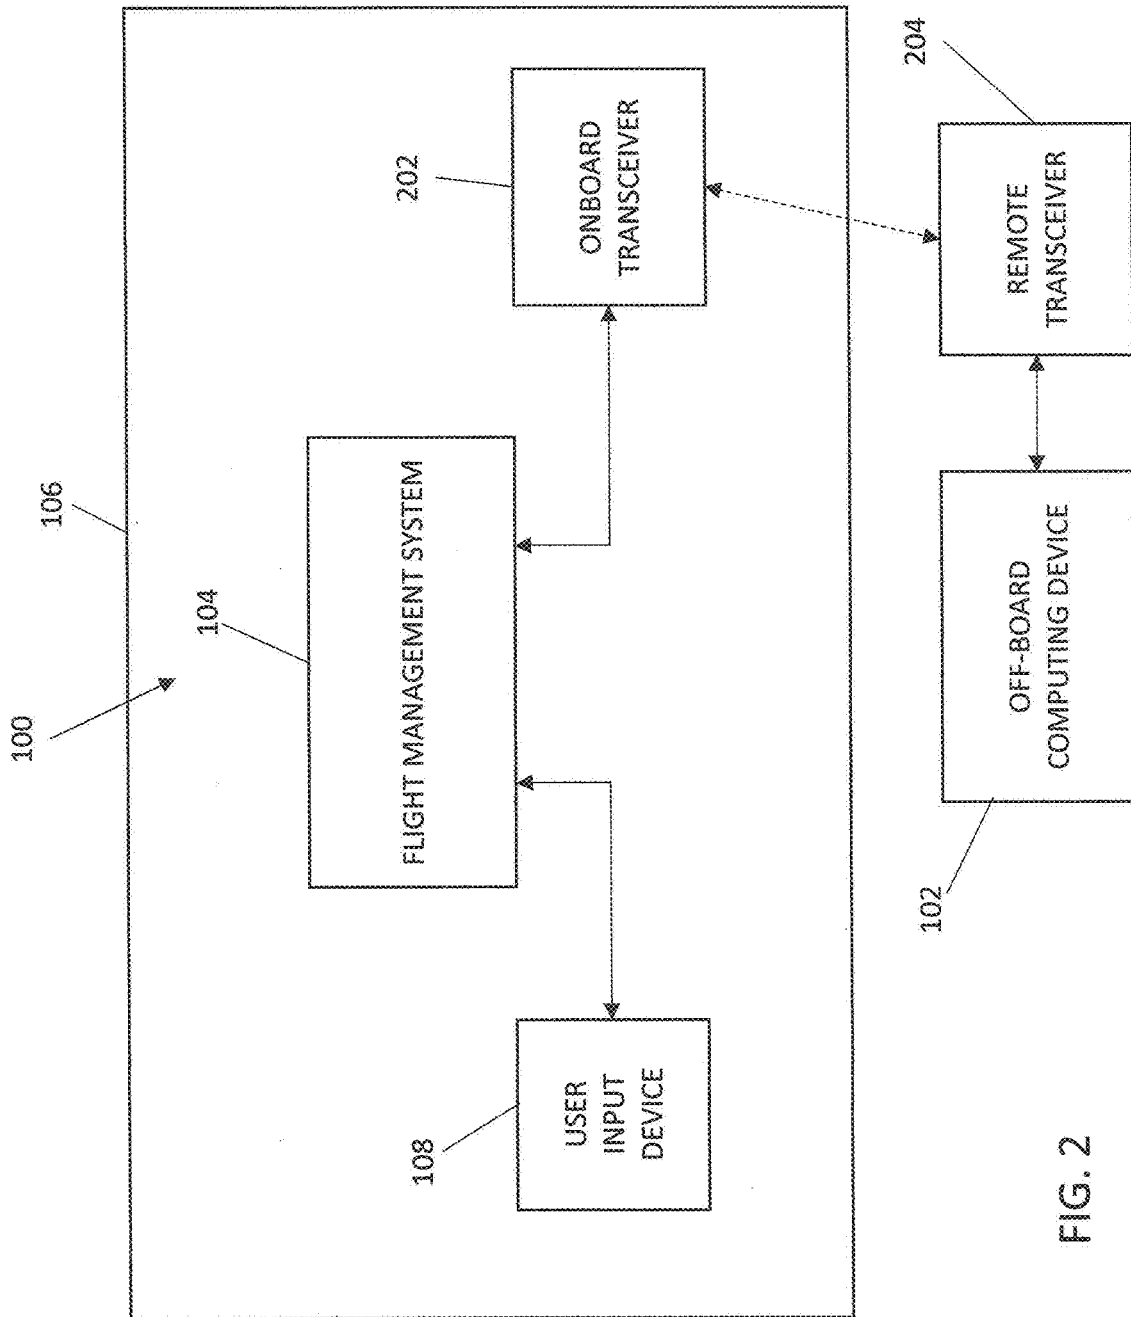 106
100
104
FLIGHT MANAGEMENT SYSTEM
108
USER
INPUT
DEVICE
202
ONBOARD
TRANSCEIVER
102
OFF-BOARD
COMPUTING DEVICE
REMOTE
TRANSCEIVER
204
FIG. 2